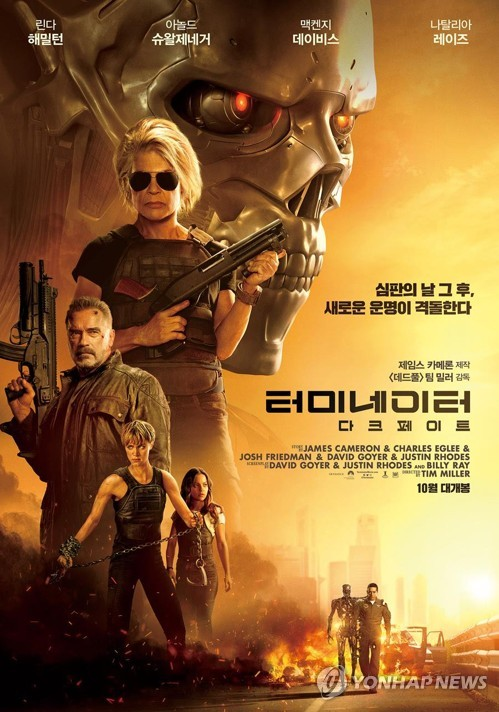 린다 아놀드 맥켄지 나탈리아
해밀턴 슈왈제네거 데이비스 레이즈
심판의 날 그 후,
새로운 운명이 격돌한다
제임스 카메론 제작
<데드풀> 팀 밀러 감독
터미네이터
다크페이트
JAMES CAMERON & CHARLES EGLEE &
JOSH FRIEDMAN & DAVID GOYER & JUSTIN RHODES
DAVID GOYER & JUSTIN RHODES AND BILLY RAY
TIM MILLER
10월 대개봉
YONHAP NEWS